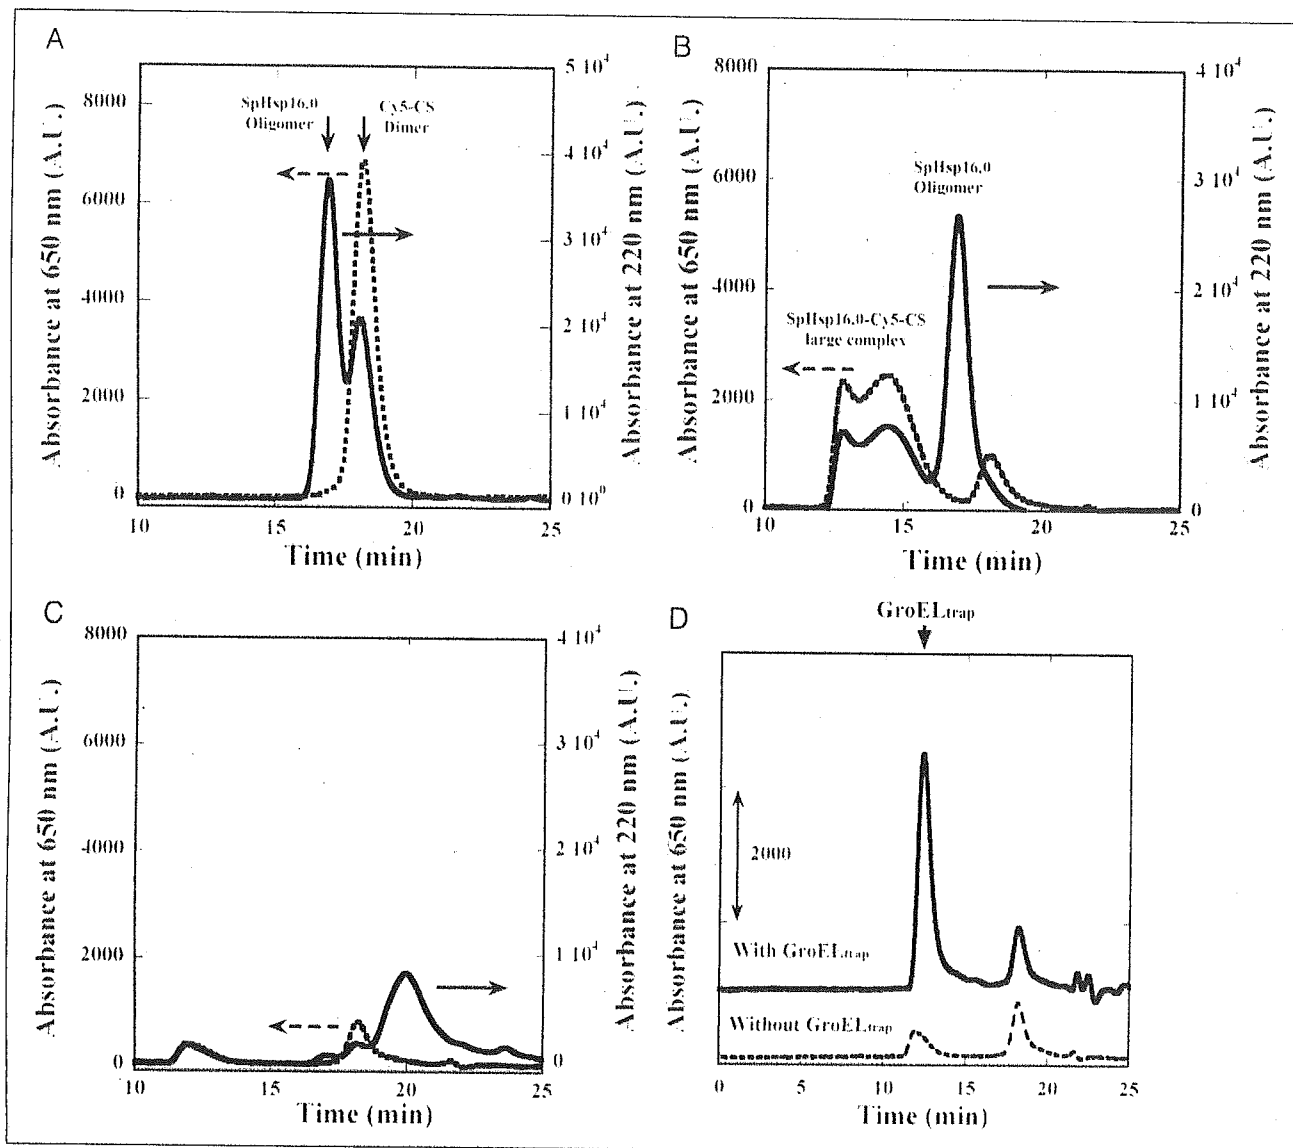 A
Absorbance at 650 nm (A.U.)
8000
6000
4000
2000
0
SpHsp16.0
Oligomer
Cy5-CS
Dimer
5 10⁴
4 10⁴
3 10⁴
2 10⁴
1 10⁴
0 10⁰
Absorbance at 220 nm (A.U.)
10 15 20 25
Time (min)
B
Absorbance at 650 nm (A.U.)
8000
6000
4000
2000
0
SpHsp16.0
Oligomer
SpHsp16.0-Cy5-CS
large complex
4 10⁴
3 10⁴
2 10⁴
1 10⁴
0
Absorbance at 220 nm (A.U.)
10 15 20 25
Time (min)
C
Absorbance at 650 nm (A.U.)
8000
6000
4000
2000
0
4 10⁴
3 10⁴
2 10⁴
1 10⁴
0
Absorbance at 220 nm (A.U.)
10 15 20 25
Time (min)
D
GroELtrap
Absorbance at 650 nm (A.U.)
2000
With GroELtrap
Without GroELtrap
0 5 10 15 20 25
Time (min)